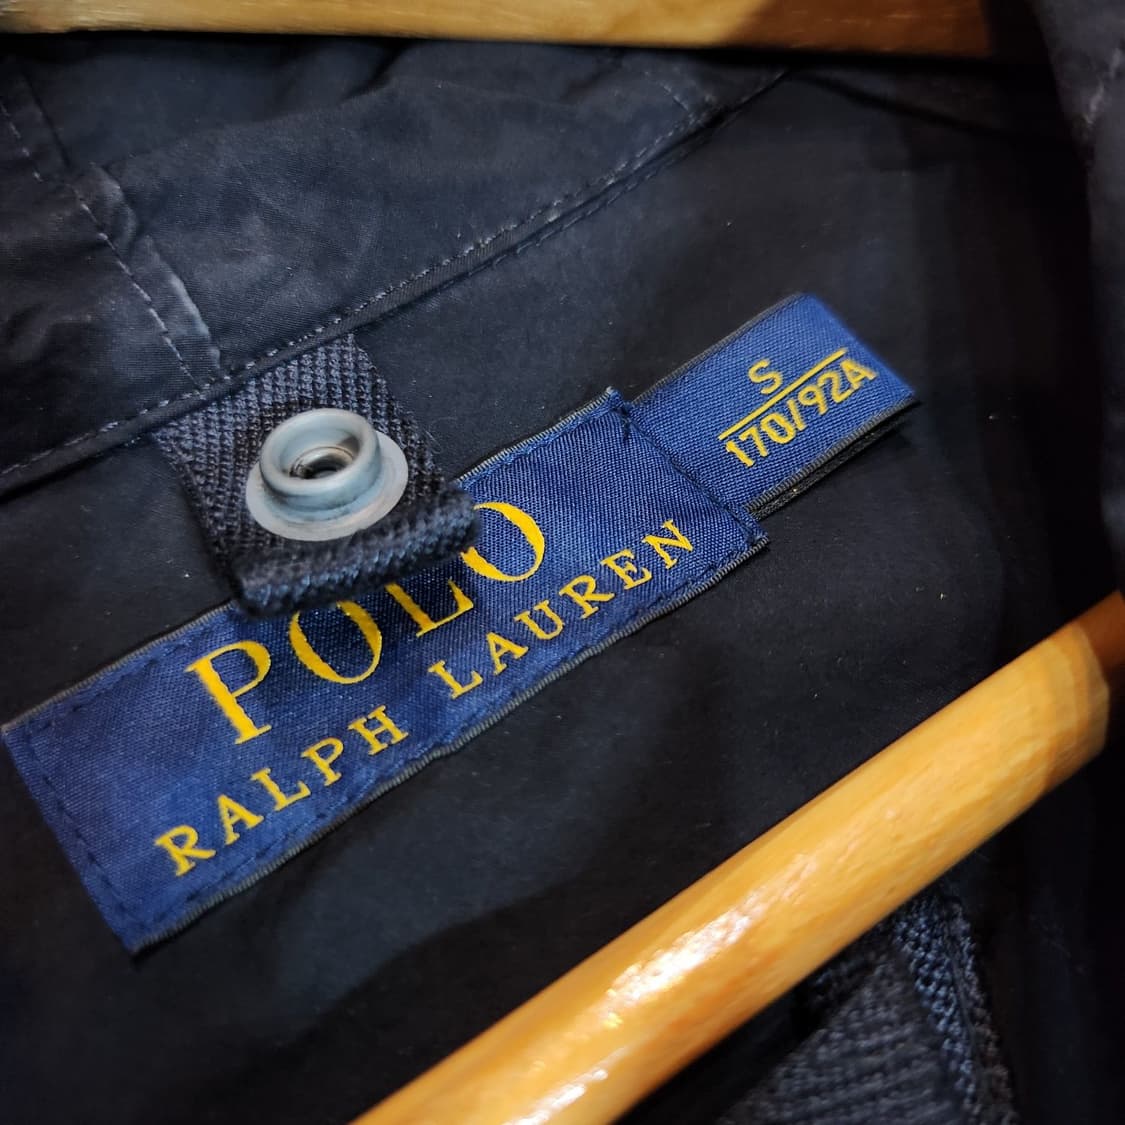 POLO
RALPH LAUREN
S
170/92A